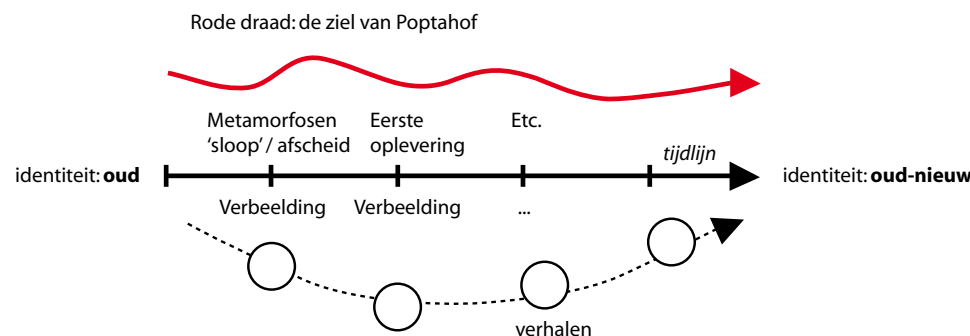 Rode draad: de ziel van Poptahof
Metamorfosen
‘sloop’ / afscheid
Eerste
oplevering
Etc.
tijdlijn
identiteit: oud
identiteit: oud-nieuw
Verbeelding
Verbeelding
...
verhalen